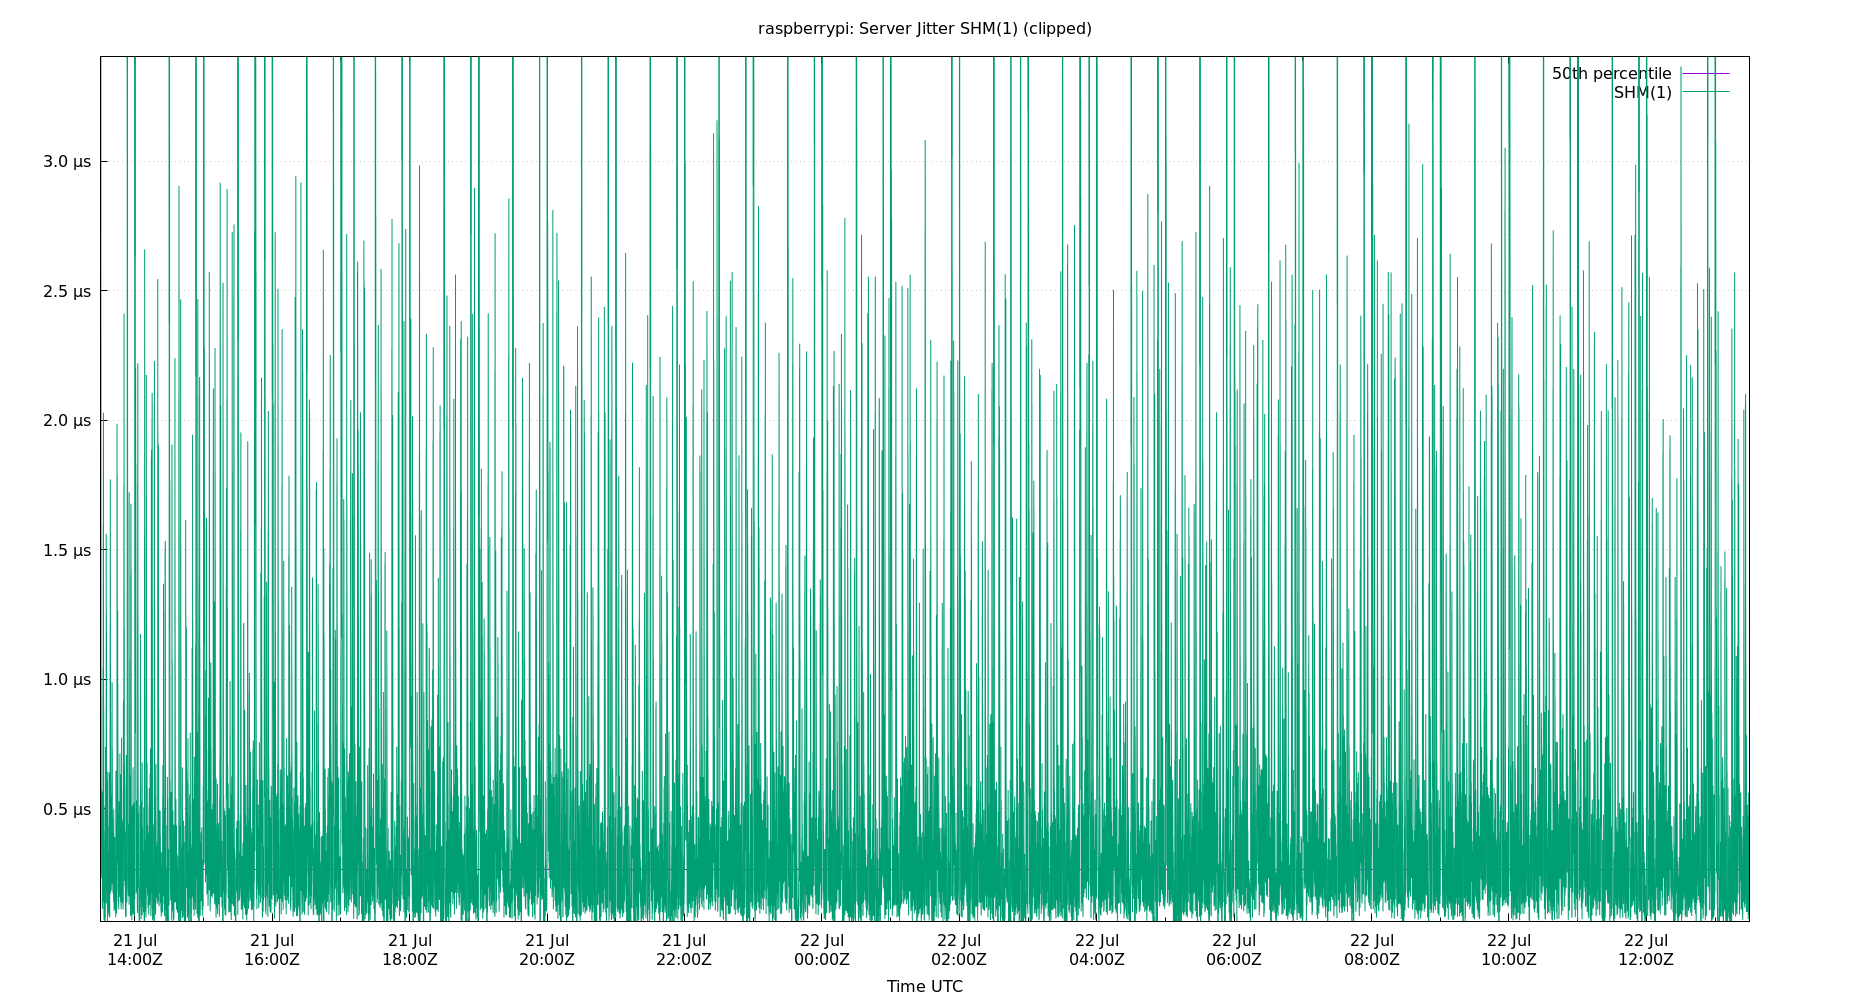 raspberrypi: Server Jitter SHM(1) (clipped)
50th percentile
SHM(1)
3.0 µs
2.5 µs
2.0 µs
1.5 µs
1.0 µs
0.5 µs
21 Jul 21 Jul 21 Jul 21 Jul 21 Jul 22 Jul 22 Jul 22 Jul 22 Jul 22 Jul 22 Jul 22 Jul
14:00Z 16:00Z 18:00Z 20:00Z 22:00Z 00:00Z 02:00Z 04:00Z 06:00Z 08:00Z 10:00Z 12:00Z
Time UTC